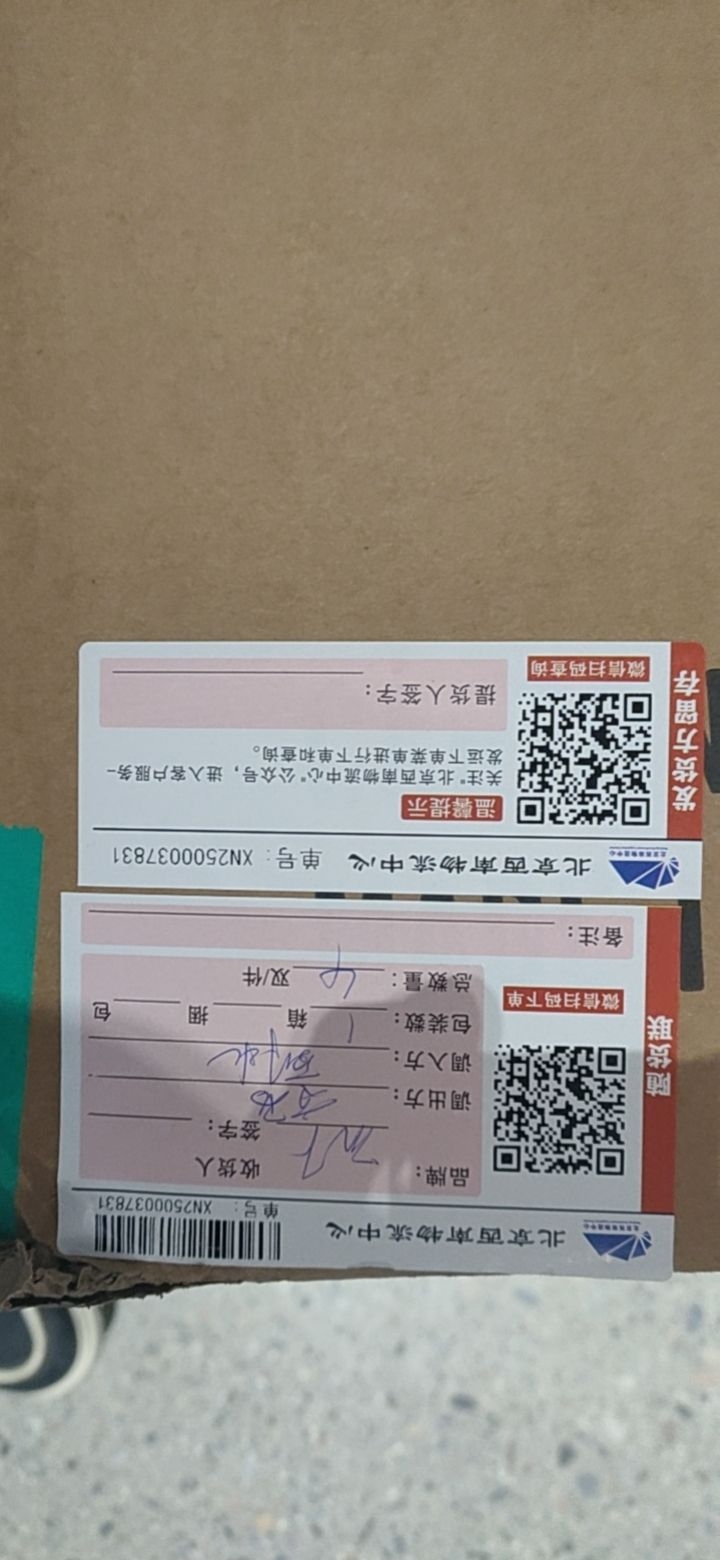 北京西南物流中心
单号: XN2500037831
随货联
微信扫码下单
品牌:
收货人
签字:
调出方:
调入方:
包装数: 1 箱 捆 包
总数量: 双/件
备注:
北京西南物流中心 单号: XN2500037831
发货方留存
微信扫码查询
温馨提示
关注"北京西南物流中心"公众号, 进入客户服务-
发运下单菜单进行下单和查询。
提货人签字: